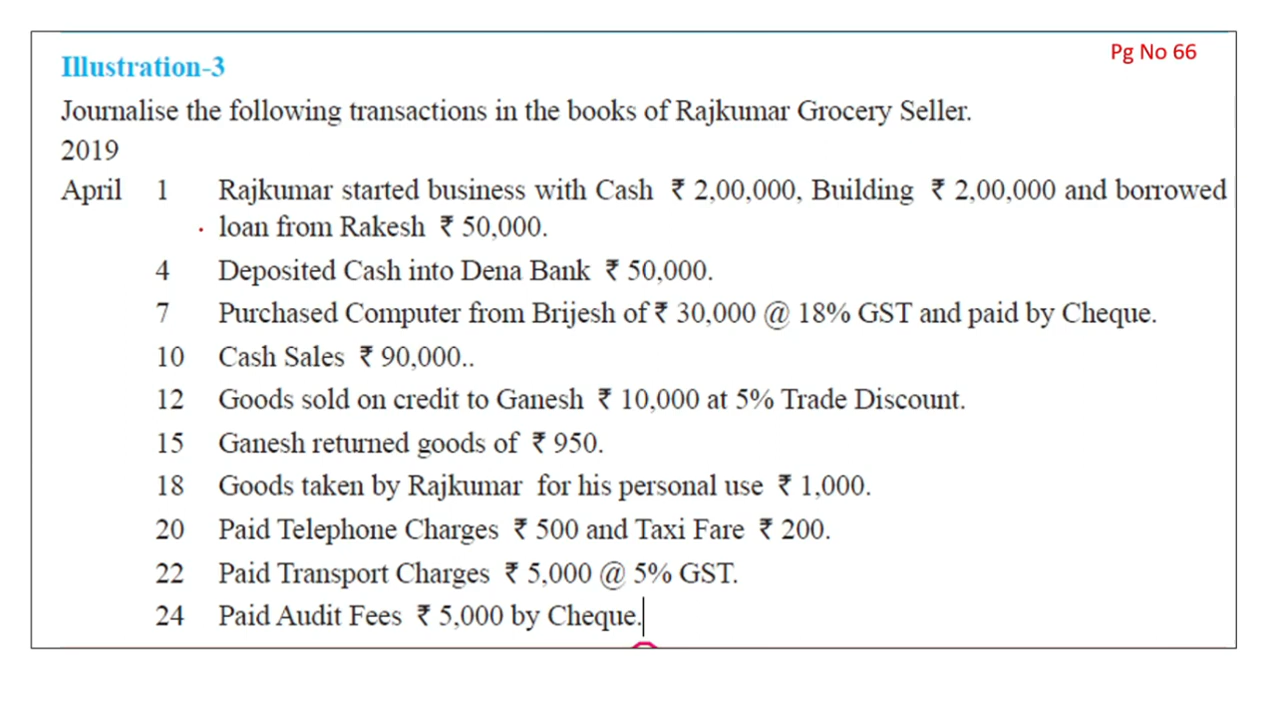 Pg No 66
Illustration-3
Journalise the following transactions in the books of Rajkumar Grocery Seller.
2019
April 1 Rajkumar started business with Cash ₹ 2,00,000, Building ₹ 2,00,000 and borrowed
loan from Rakesh ₹ 50,000.
4 Deposited Cash into Dena Bank ₹ 50,000.
7 Purchased Computer from Brijesh of ₹ 30,000 @ 18% GST and paid by Cheque.
10 Cash Sales ₹ 90,000..
12 Goods sold on credit to Ganesh ₹ 10,000 at 5% Trade Discount.
15 Ganesh returned goods of ₹ 950.
18 Goods taken by Rajkumar for his personal use ₹ 1,000.
20 Paid Telephone Charges ₹ 500 and Taxi Fare ₹ 200.
22 Paid Transport Charges ₹ 5,000 @ 5% GST.
24 Paid Audit Fees ₹ 5,000 by Cheque.